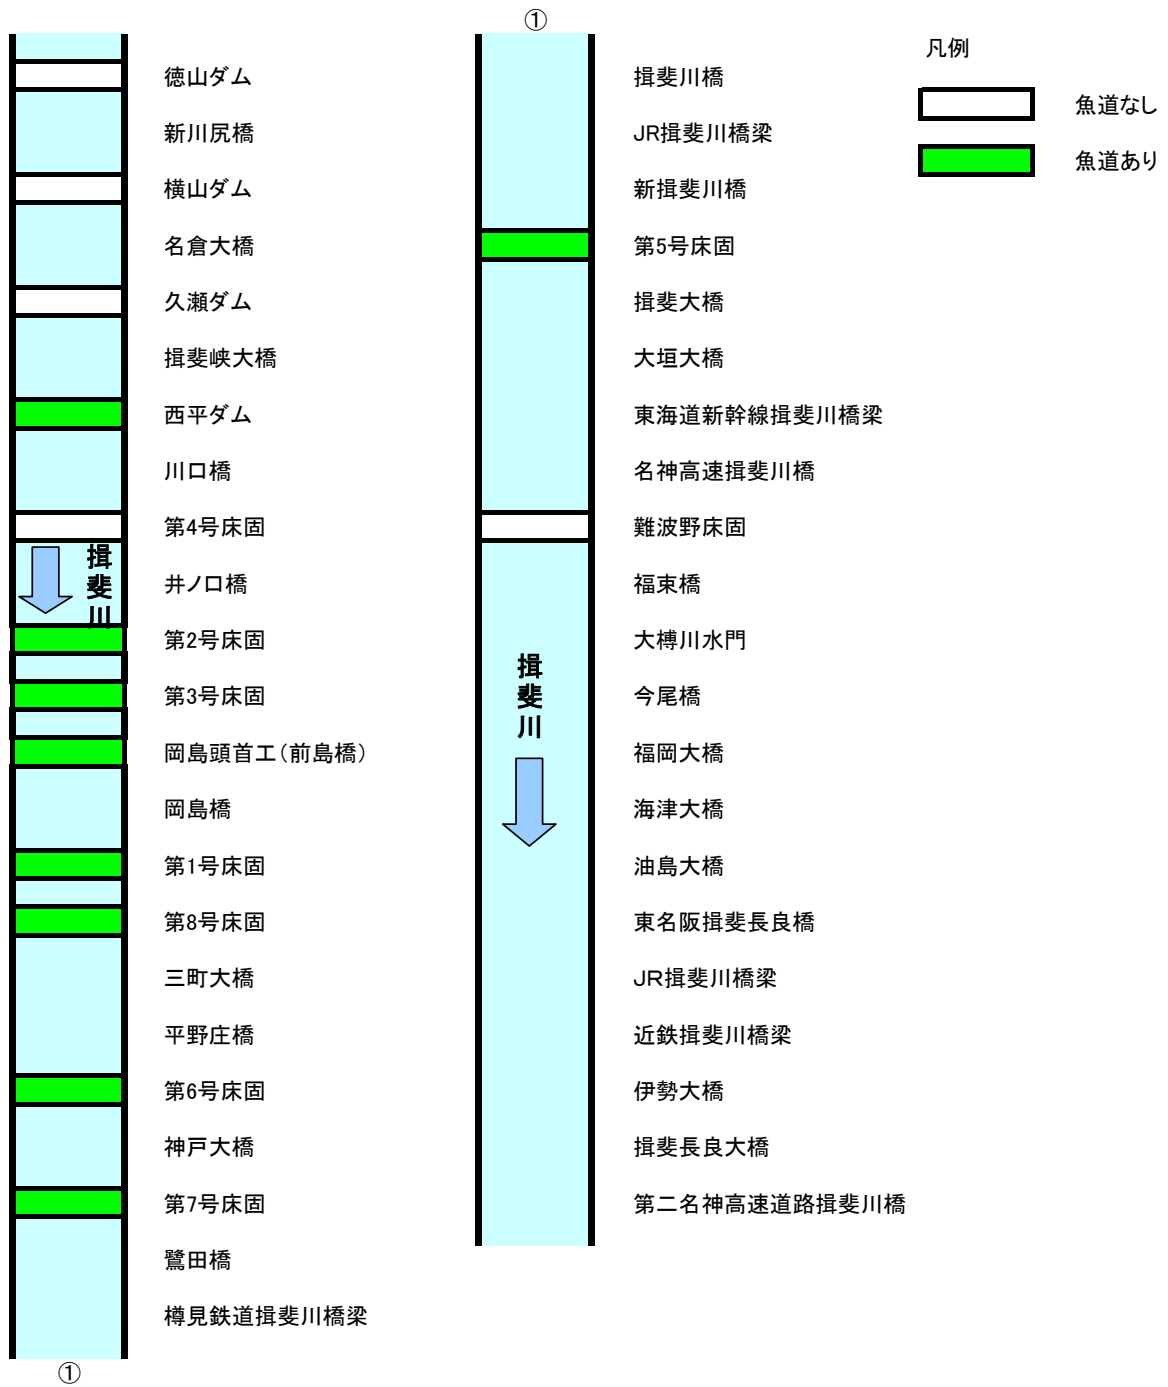 徳山ダム
新川尻橋
横山ダム
名倉大橋
久瀬ダム
揖斐峡大橋
西平ダム
川口橋
第4号床固
揖斐川
井ノ口橋
第2号床固
第3号床固
岡島頭首工（前島橋）
岡島橋
第1号床固
第8号床固
三町大橋
平野庄橋
第6号床固
神戸大橋
第7号床固
鷺田橋
樽見鉄道揖斐川橋梁
①
①
揖斐川橋
JR揖斐川橋梁
新揖斐川橋
第5号床固
揖斐大橋
大垣大橋
東海道新幹線揖斐川橋梁
名神高速揖斐川橋
難波野床固
福束橋
大榑川水門
揖斐川
今尾橋
福岡大橋
海津大橋
油島大橋
東名阪揖斐長良橋
JR揖斐川橋梁
近鉄揖斐川橋梁
伊勢大橋
揖斐長良大橋
第二名神高速道路揖斐川橋
凡例
魚道なし
魚道あり